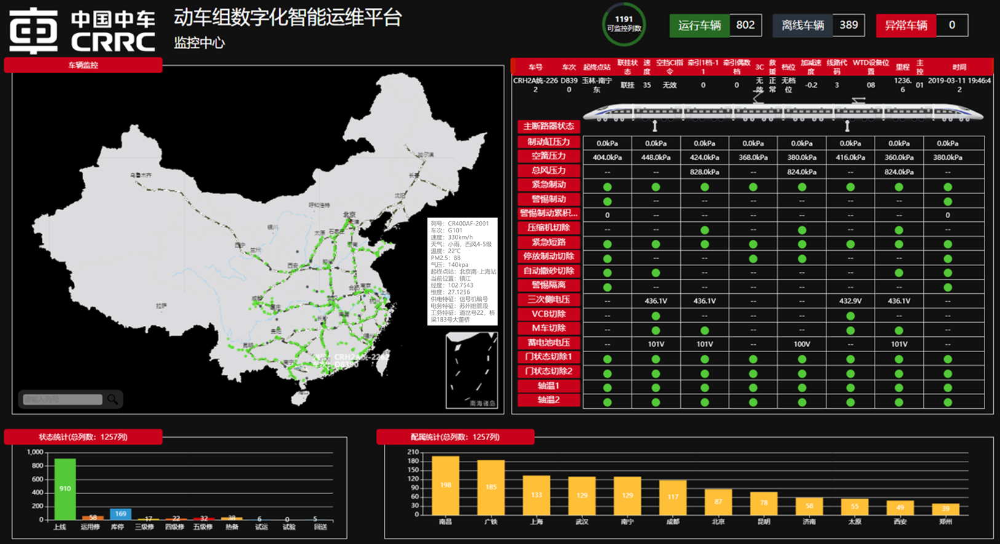 中国中车
CRRC
动车组数字化智能运维平台
监控中心
1191
可监控列数
运行车辆 802
离线车辆 389
异常车辆 0
车辆监控
乌鲁木齐
哈尔滨
长春
沈阳
呼和浩特
北京
银川
太原 石家庄
济南
西宁
兰州
西安
郑州
合肥 南京
成都
重庆
拉萨
长沙
南昌
贵阳
昆明
福州
南宁
CRH2A统-2262
D8390
列号：CR400AF-2001
车次：G101
速度：330km/h
天气：小雨，西风4-5级
温度：22℃
PM2.5：88
气压：140kpa
起终点站：北京南-上海站
当前位置：镇江
经度：102.7543
维度：27.1256
供电特征：信号机编号
电务特征：苏州维管段
工务特征：道岔号22，桥
梁183号大董桥
南海诸岛
请输入列号
车号 车次 起终点站 联挂状态 速度 空挡CI指令 牵引1档-11 牵引偶数档 3C 救援 档位 加减速度 线路代码 WTD设备位置 里程 主控 时间
CRH2A统-2262 D8390 玉林-南宁东 联挂 35 无效 0 0 无效 正常 无档位 -0.2 3 08 1236.6 01 2019-03-11 19:46:42
主断路器状态
制动缸压力 0.0kPa 0.0kPa 0.0kPa 0.0kPa 0.0kPa 0.0kPa 0.0kPa 0.0kPa
空簧压力 404.0kPa 448.0kPa 424.0kPa 368.0kPa 380.0kPa 416.0kPa 360.0kPa 380.0kPa
总风压力 -- -- 828.0kPa -- 824.0kPa -- 824.0kPa --
紧急制动
警惕制动 -- -- -- -- -- --
警惕制动累积... 0 -- -- -- -- -- -- 0
压缩机切除 -- -- -- -- --
紧急短路
停放制动切除 -- -- -- --
自动撒砂切除 -- -- -- --
警惕隔离 -- -- -- -- -- --
三次侧电压 -- 436.1V 436.1V -- -- 432.9V 436.1V --
VCB切除 -- -- -- -- -- --
M车切除 -- -- -- --
蓄电池电压 -- 101V 101V -- 100V -- 101V --
门状态切除1
门状态切除2
轴温1
轴温2
状态统计(总列数：1257列)
1,000
800
600
400
200
0
910 58 169 17 22 32 38 6 0 5
上线 运用修 库停 三级修 四级修 五级修 热备 试运 试验 回送
配属统计(总列数：1257列)
210
180
150
120
90
60
30
0
198 185 133 129 129 117 87 78 58 55 49 39
南昌 广铁 上海 武汉 南宁 成都 北京 昆明 济南 太原 西安 郑州